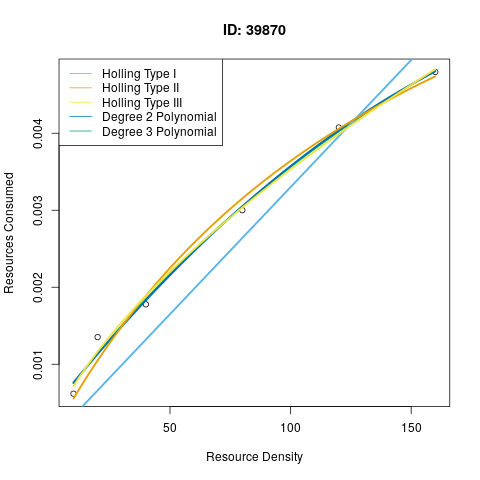 ID: 39870
Holling Type I
Holling Type II
Holling Type III
Degree 2 Polynomial
Degree 3 Polynomial
Resources Consumed
0.004
0.003
0.002
0.001
50
100
150
Resource Density